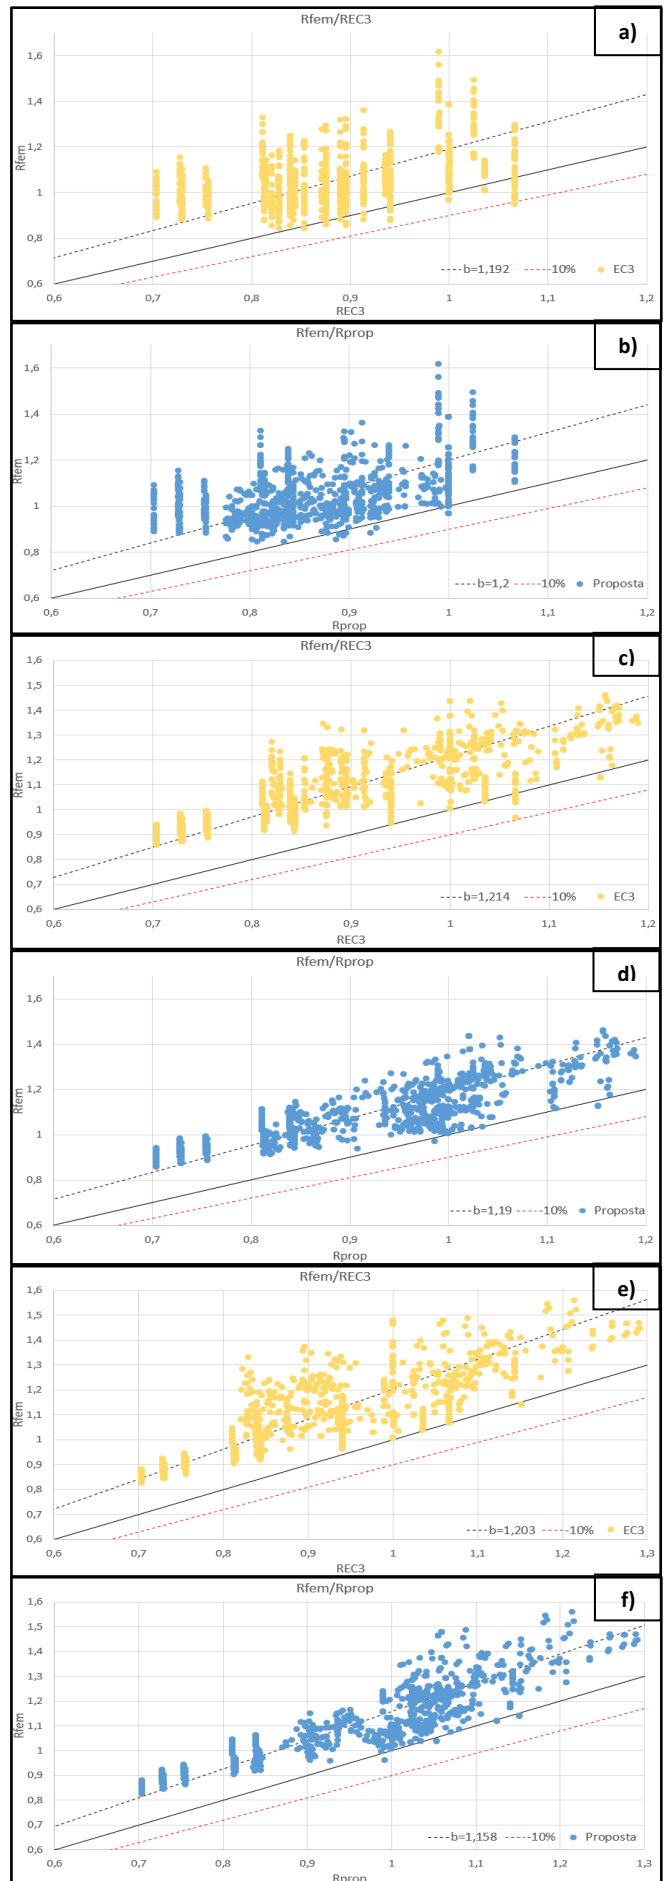 Rfem/REC3
a)
1,6
1,4
1,2
1
0,8
0,6
Rfem
0,6 0,7 0,8 0,9 1 1,1 1,2
REC3
b=1,192 -10% EC3
Rfem/Rprop
b)
1,6
1,4
1,2
1
0,8
0,6
Rfem
0,6 0,7 0,8 0,9 1 1,1 1,2
Rprop
b=1,2 -10% Proposta
Rfem/REC3
c)
1,6
1,5
1,4
1,3
1,2
1,1
1
0,9
0,8
0,7
0,6
Rfem
0,6 0,7 0,8 0,9 1 1,1 1,2
REC3
b=1,214 -10% EC3
Rfem/Rprop
d)
1,6
1,4
1,2
1
0,8
0,6
Rfem
0,6 0,7 0,8 0,9 1 1,1 1,2
Rprop
b=1,19 -10% Proposta
Rfem/REC3
e)
1,6
1,5
1,4
1,3
1,2
1,1
1
0,9
0,8
0,7
0,6
Rfem
0,6 0,7 0,8 0,9 1 1,1 1,2 1,3
REC3
b=1,203 -10% EC3
Rfem/Rprop
f)
1,6
1,5
1,4
1,3
1,2
1,1
1
0,9
0,8
0,7
0,6
Rfem
0,6 0,7 0,8 0,9 1 1,1 1,2 1,3
Rprop
b=1,158 -10% Proposta